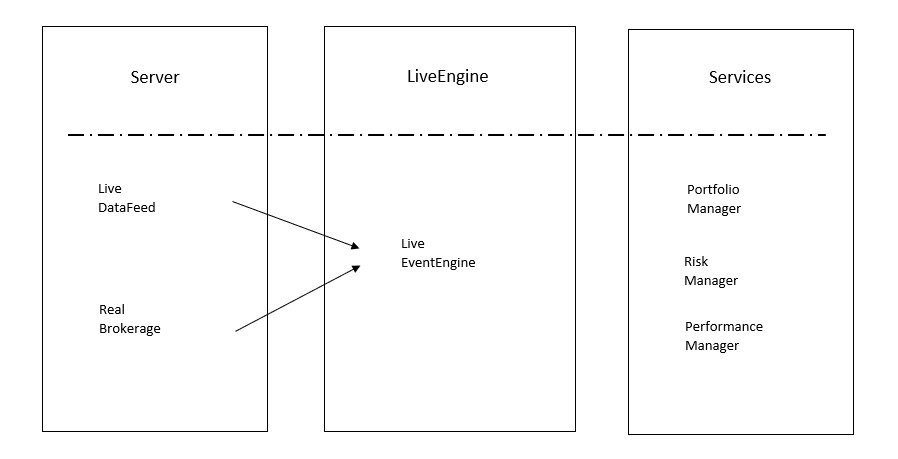 Server
LiveEngine
Services
Live
DataFeed
Real
Brokerage
Live
EventEngine
Portfolio
Manager
Risk
Manager
Performance
Manager